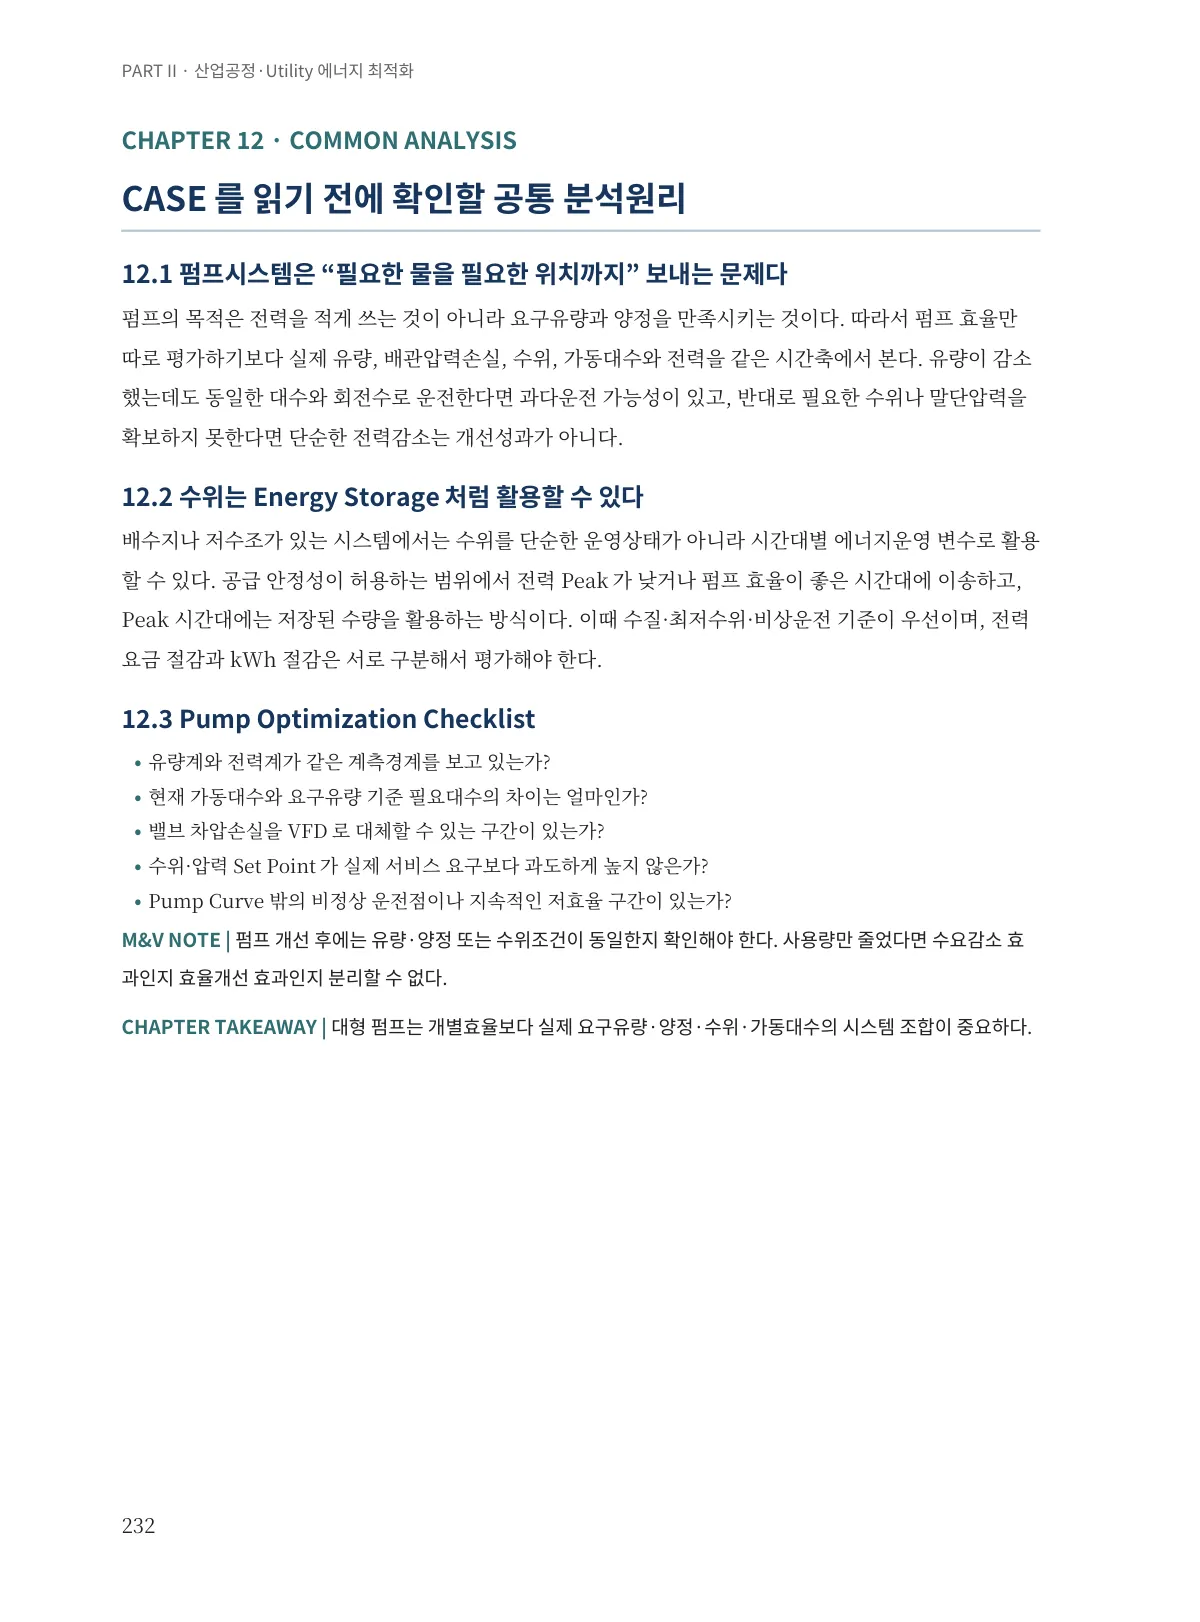 PART II · 산업공정·Utility 에너지 최적화
CHAPTER 12 · COMMON ANALYSIS
CASE 를 읽기 전에 확인할 공통 분석원리
12.1 펌프시스템은 “필요한 물을 필요한 위치까지” 보내는 문제다
펌프의 목적은 전력을 적게 쓰는 것이 아니라 요구유량과 양정을 만족시키는 것이다. 따라서 펌프 효율만
따로 평가하기보다 실제 유량, 배관압력손실, 수위, 가동대수와 전력을 같은 시간축에서 본다. 유량이 감소
했는데도 동일한 대수와 회전수로 운전한다면 과다운전 가능성이 있고, 반대로 필요한 수위나 말단압력을
확보하지 못한다면 단순한 전력감소는 개선성과가 아니다.
12.2 수위는 Energy Storage 처럼 활용할 수 있다
배수지나 저수조가 있는 시스템에서는 수위를 단순한 운영상태가 아니라 시간대별 에너지운영 변수로 활용
할 수 있다. 공급 안정성이 허용하는 범위에서 전력 Peak 가 낮거나 펌프 효율이 좋은 시간대에 이송하고,
Peak 시간대에는 저장된 수량을 활용하는 방식이다. 이때 수질·최저수위·비상운전 기준이 우선이며, 전력
요금 절감과 kWh 절감은 서로 구분해서 평가해야 한다.
12.3 Pump Optimization Checklist
• 유량계와 전력계가 같은 계측경계를 보고 있는가?
• 현재 가동대수와 요구유량 기준 필요대수의 차이는 얼마인가?
• 밸브 차압손실을 VFD 로 대체할 수 있는 구간이 있는가?
• 수위·압력 Set Point 가 실제 서비스 요구보다 과도하게 높지 않은가?
• Pump Curve 밖의 비정상 운전점이나 지속적인 저효율 구간이 있는가?
M&V NOTE | 펌프 개선 후에는 유량·양정 또는 수위조건이 동일한지 확인해야 한다. 사용량만 줄었다면 수요감소 효
과인지 효율개선 효과인지 분리할 수 없다.
CHAPTER TAKEAWAY | 대형 펌프는 개별효율보다 실제 요구유량·양정·수위·가동대수의 시스템 조합이 중요하다.
232